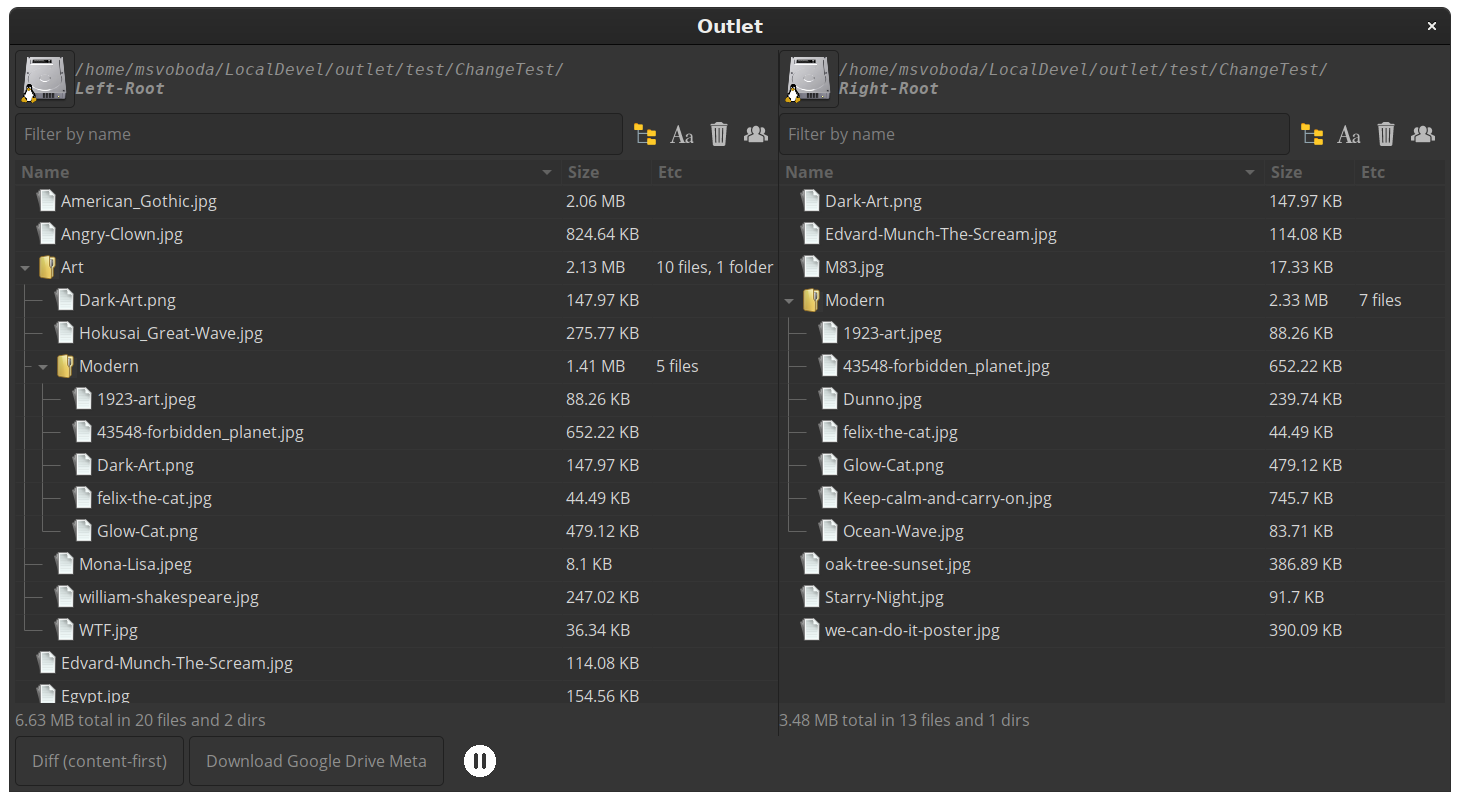 Outlet
/home/msvoboda/LocalDevel/outlet/test/ChangeTest/
Left-Root
Filter by name
Aa
Name Size Etc
American_Gothic.jpg 2.06 MB
Angry-Clown.jpg 824.64 KB
Art 2.13 MB 10 files, 1 folder
Dark-Art.png 147.97 KB
Hokusai_Great-Wave.jpg 275.77 KB
Modern 1.41 MB 5 files
1923-art.jpeg 88.26 KB
43548-forbidden_planet.jpg 652.22 KB
Dark-Art.png 147.97 KB
felix-the-cat.jpg 44.49 KB
Glow-Cat.png 479.12 KB
Mona-Lisa.jpeg 8.1 KB
william-shakespeare.jpg 247.02 KB
WTF.jpg 36.34 KB
Edvard-Munch-The-Scream.jpg 114.08 KB
Egypt.jpg 154.56 KB
6.63 MB total in 20 files and 2 dirs
/home/msvoboda/LocalDevel/outlet/test/ChangeTest/
Right-Root
Filter by name
Aa
Name Size Etc
Dark-Art.png 147.97 KB
Edvard-Munch-The-Scream.jpg 114.08 KB
M83.jpg 17.33 KB
Modern 2.33 MB 7 files
1923-art.jpeg 88.26 KB
43548-forbidden_planet.jpg 652.22 KB
Dunno.jpg 239.74 KB
felix-the-cat.jpg 44.49 KB
Glow-Cat.png 479.12 KB
Keep-calm-and-carry-on.jpg 745.7 KB
Ocean-Wave.jpg 83.71 KB
oak-tree-sunset.jpg 386.89 KB
Starry-Night.jpg 91.7 KB
we-can-do-it-poster.jpg 390.09 KB
3.48 MB total in 13 files and 1 dirs
Diff (content-first)
Download Google Drive Meta